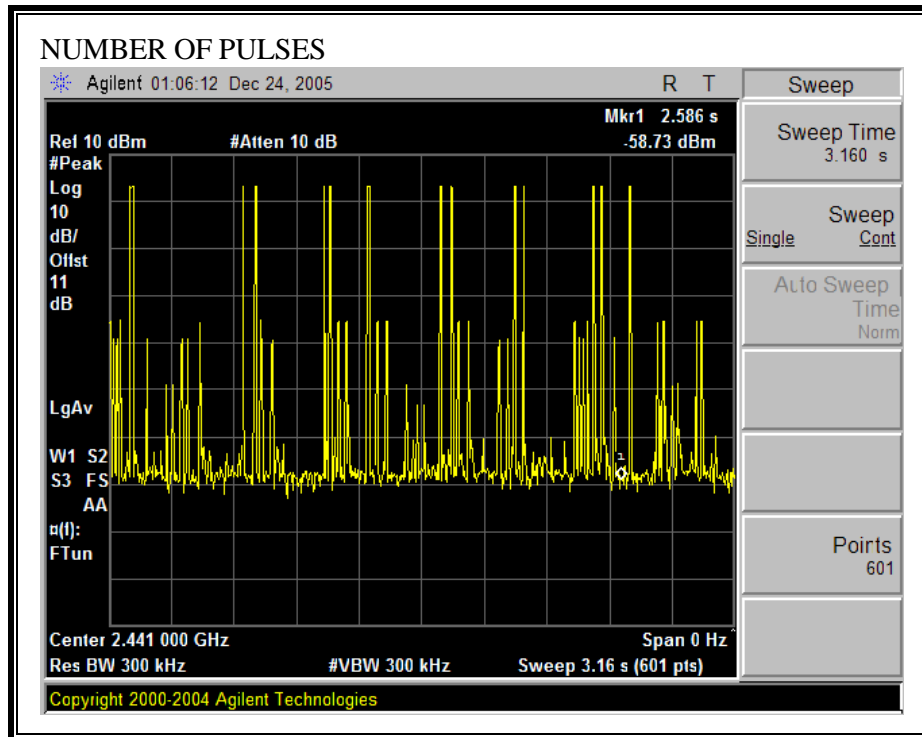 NUMBER OF PULSES
Agilent 01:06:12 Dec 24, 2005 R T
Sweep
Mkr1 2.586 s
Ref 10 dBm #Atten 10 dB -58.73 dBm
#Peak
Log
10
dB/
Offst
11
dB
LgAv
W1 S2
S3 FS
AA
¤(f):
FTun
1
Center 2.441 000 GHz Span 0 Hz^
Res BW 300 kHz #VBW 300 kHz Sweep 3.16 s (601 pts)
Copyright 2000-2004 Agilent Technologies
Sweep Time
3.160 s
Sweep
Single Cont
Auto Sweep
Time
Norm
Points
601